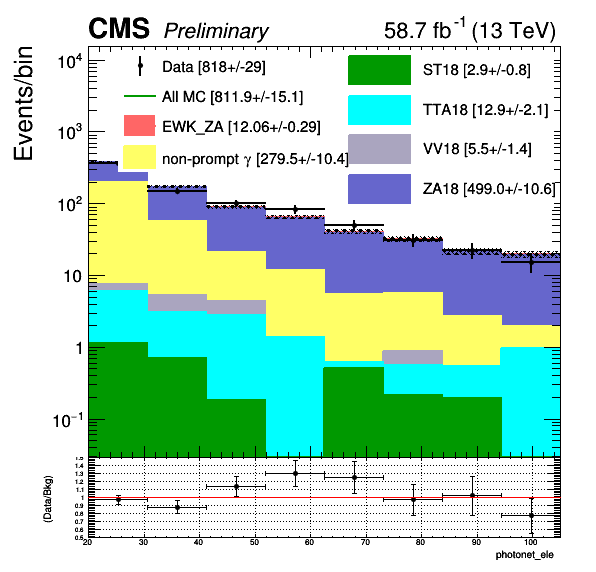 CMS Preliminary 58.7 fb⁻¹ (13 TeV)
Events/bin
10⁴
10³
10²
10
1
10⁻¹
Data [818+/-29]
All MC [811.9+/-15.1]
EWK_ZA [12.06+/-0.29]
non-prompt γ [279.5+/-10.4]
ST18 [2.9+/-0.8]
TTA18 [12.9+/-2.1]
VV18 [5.5+/-1.4]
ZA18 [499.0+/-10.6]
(Data/Bkg)
1.5
1.4
1.3
1.2
1.1
1
0.9
0.8
0.7
0.6
0.5
20 30 40 50 60 70 80 90 100
photonet_ele